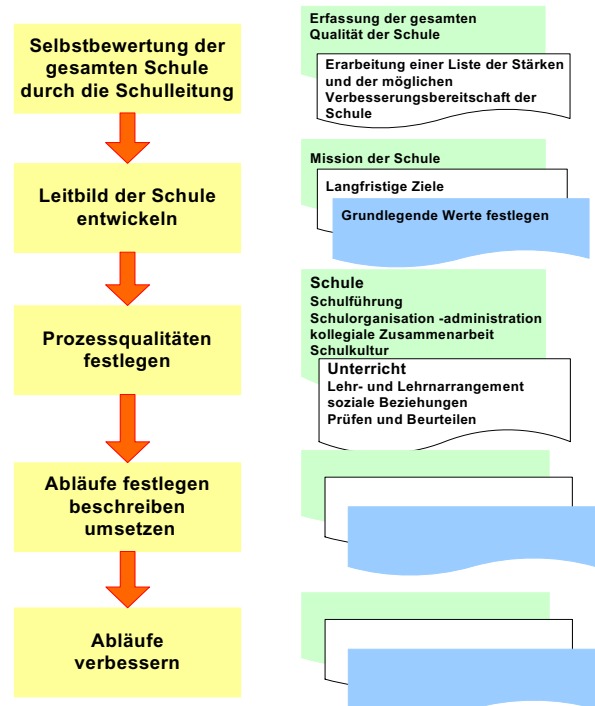 Selbstbewertung der
gesamten Schule
durch die Schulleitung
Erfassung der gesamten
Qualität der Schule
Erarbeitung einer Liste der Stärken
und der möglichen
Verbesserungsbereitschaft der
Schule
Leitbild der Schule
entwickeln
Mission der Schule
Langfristige Ziele
Grundlegende Werte festlegen
Prozessqualitäten
festlegen
Schule
Schulführung
Schulorganisation -administration
kollegiale Zusammenarbeit
Schulkultur
Unterricht
Lehr- und Lehrnarrangement
soziale Beziehungen
Prüfen und Beurteilen
Abläufe festlegen
beschreiben
umsetzen
Abläufe
verbessern